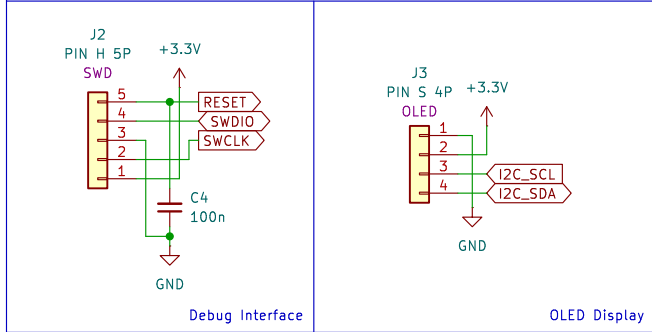 J2
PIN H 5P
SWD
+3.3V
5
4
3
2
1
RESET
SWDIO
SWCLK
C4
100n
GND
Debug Interface
J3
PIN S 4P
OLED
+3.3V
1
2
3
4
I2C_SCL
I2C_SDA
GND
OLED Display